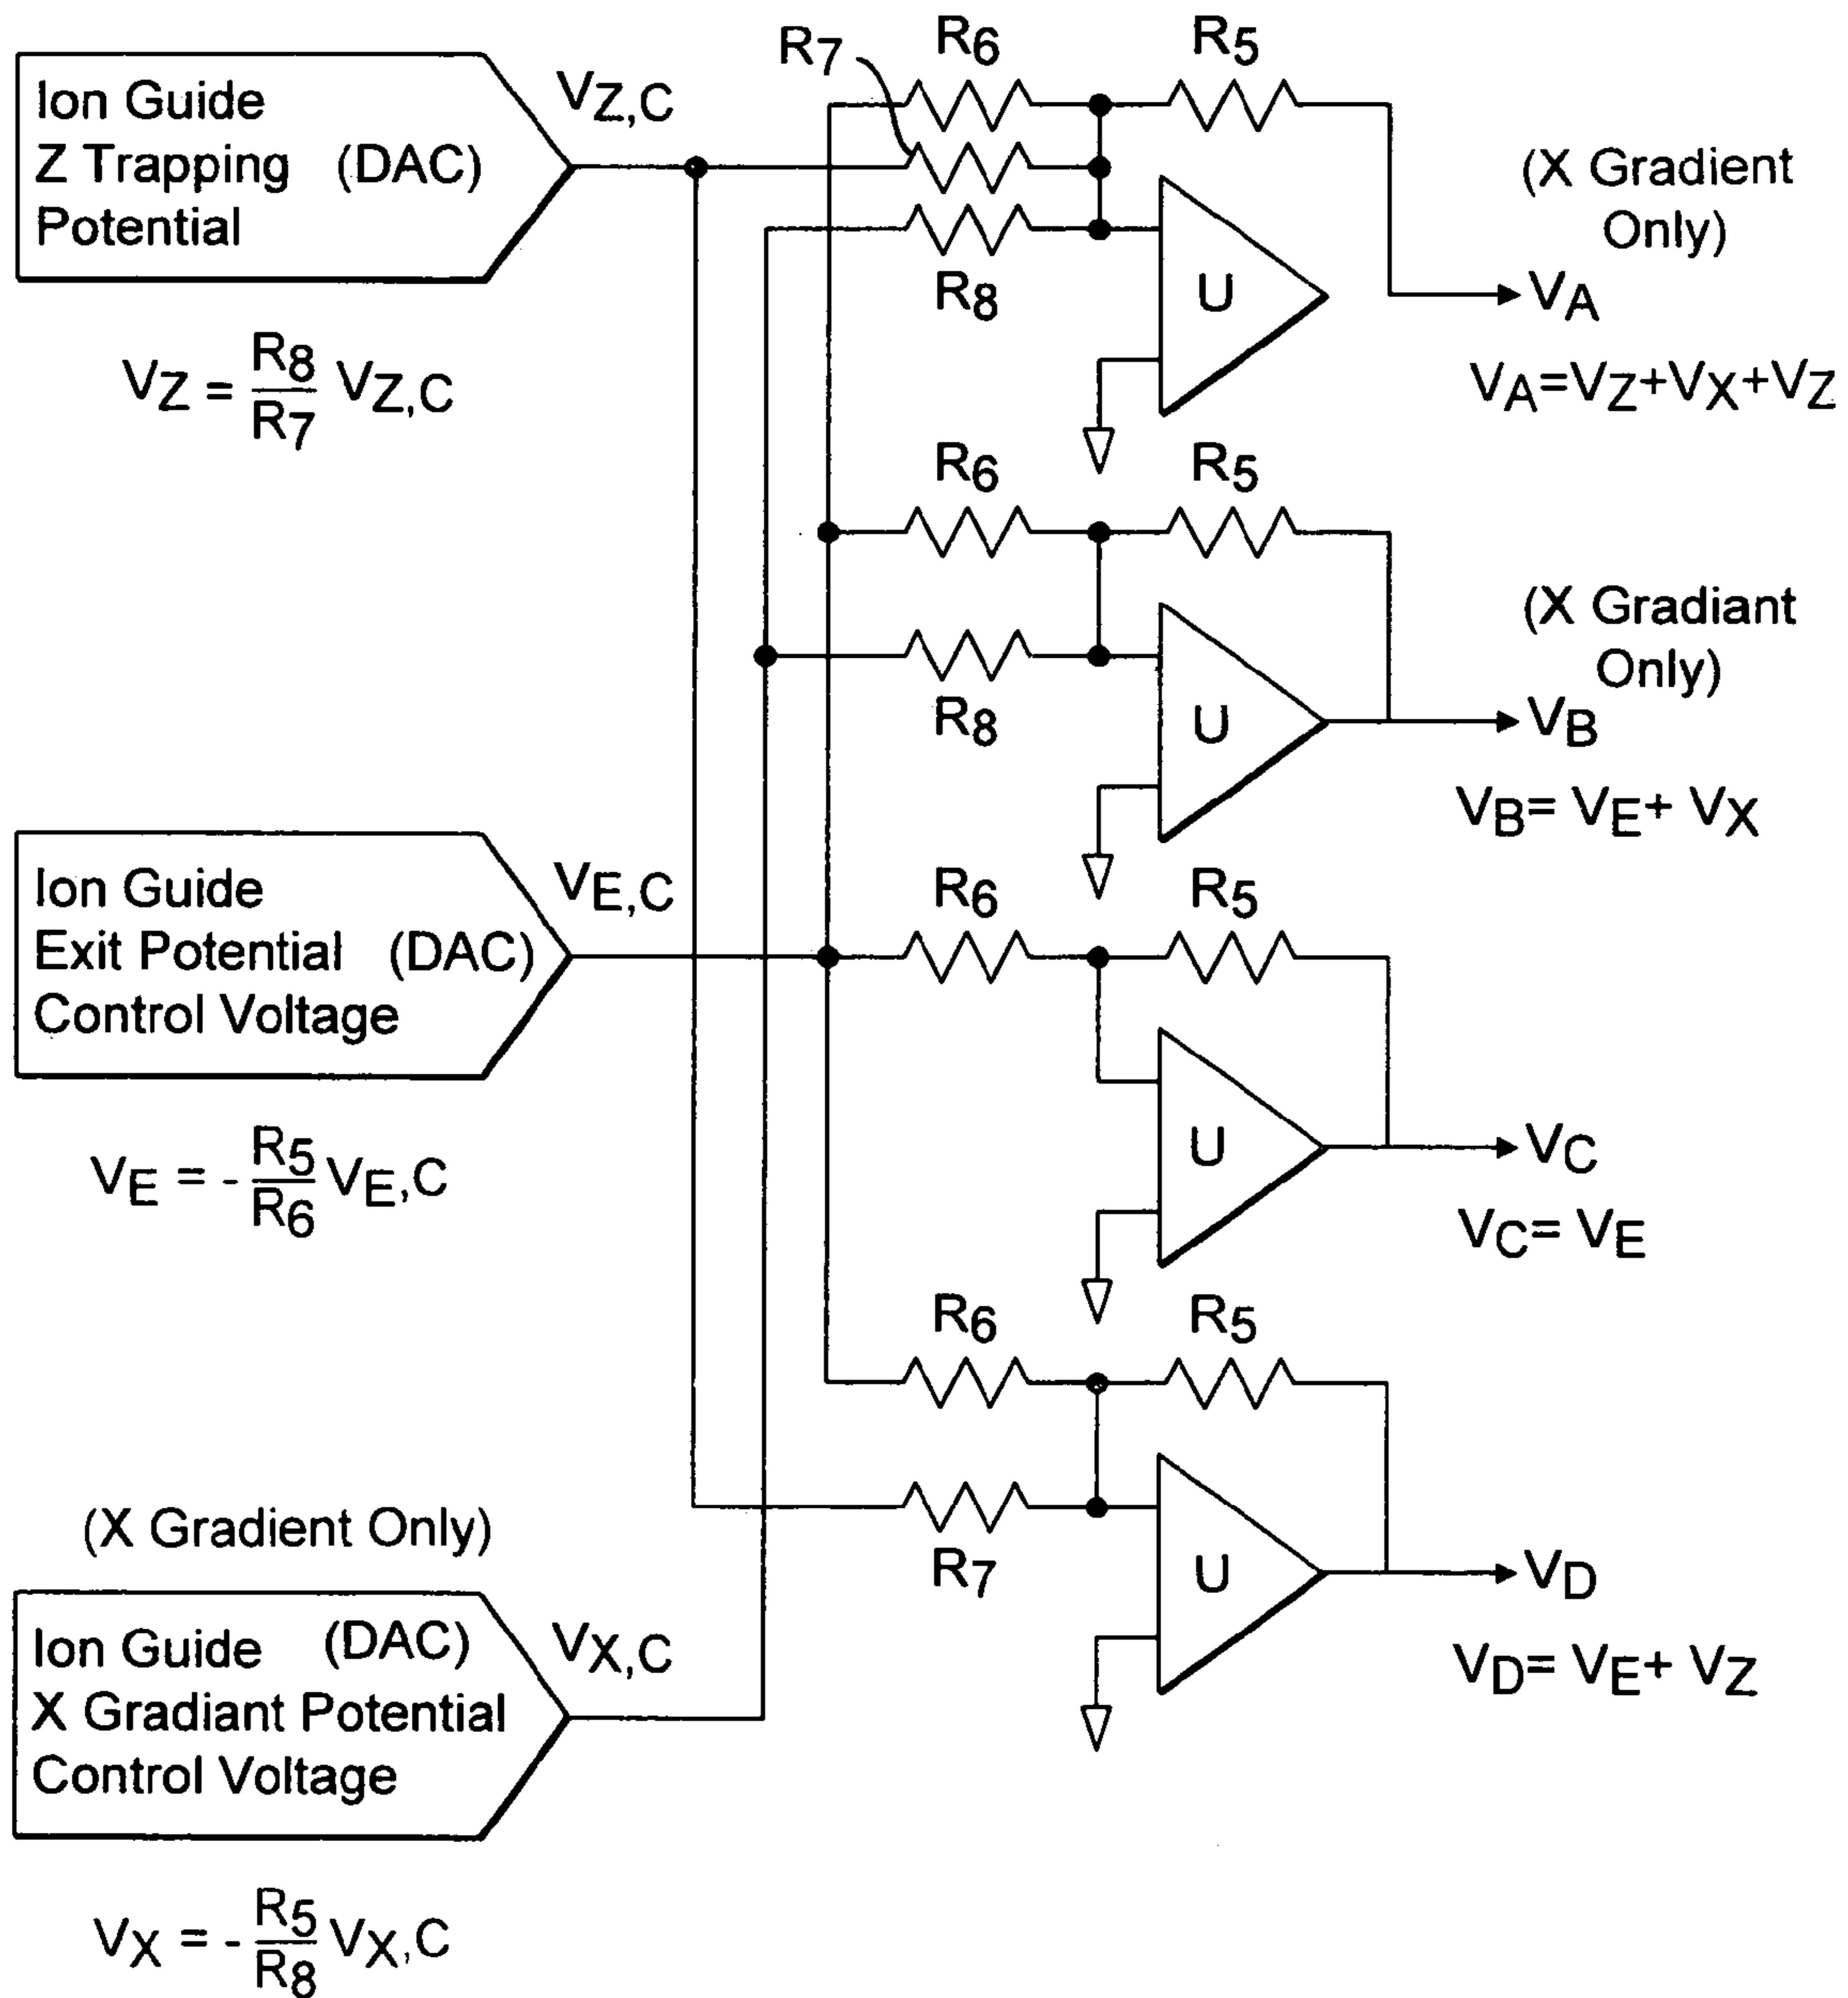 R7
R6
R5
Ion Guide
Z Trapping (DAC)
Potential
VZ,C
R8
U
(X Gradient
Only)
VA
VA=VZ+VX+VZ
VZ = R8/R7 VZ,C
R6
R5
R8
U
(X Gradiant
Only)
VB
VB= VE+ VX
Ion Guide
Exit Potential (DAC)
Control Voltage
VE,C
R6
R5
U
VC
VC= VE
VE = - R5/R6 VE,C
R6
R5
R7
U
VD
VD= VE+ VZ
(X Gradient Only)
Ion Guide (DAC)
X Gradiant Potential
Control Voltage
VX,C
VX = - R5/R8 VX,C